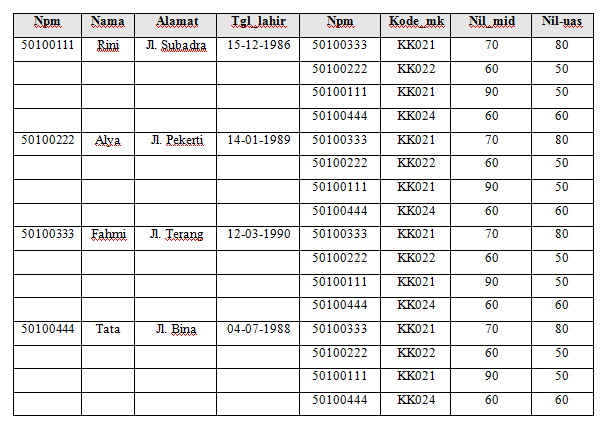 Npm Nama Alamat Tgl_lahir Npm Kode_mk Nil_mid Nil-uas
50100111 Rini Jl. Subadra 15-12-1986 50100333 KK021 70 80
50100222 KK022 60 50
50100111 KK021 90 50
50100444 KK024 60 60
50100222 Alya Jl. Pekerti 14-01-1989 50100333 KK021 70 80
50100222 KK022 60 50
50100111 KK021 90 50
50100444 KK024 60 60
50100333 Fahmi Jl. Terang 12-03-1990 50100333 KK021 70 80
50100222 KK022 60 50
50100111 KK021 90 50
50100444 KK024 60 60
50100444 Tata Jl. Bina 04-07-1988 50100333 KK021 70 80
50100222 KK022 60 50
50100111 KK021 90 50
50100444 KK024 60 60